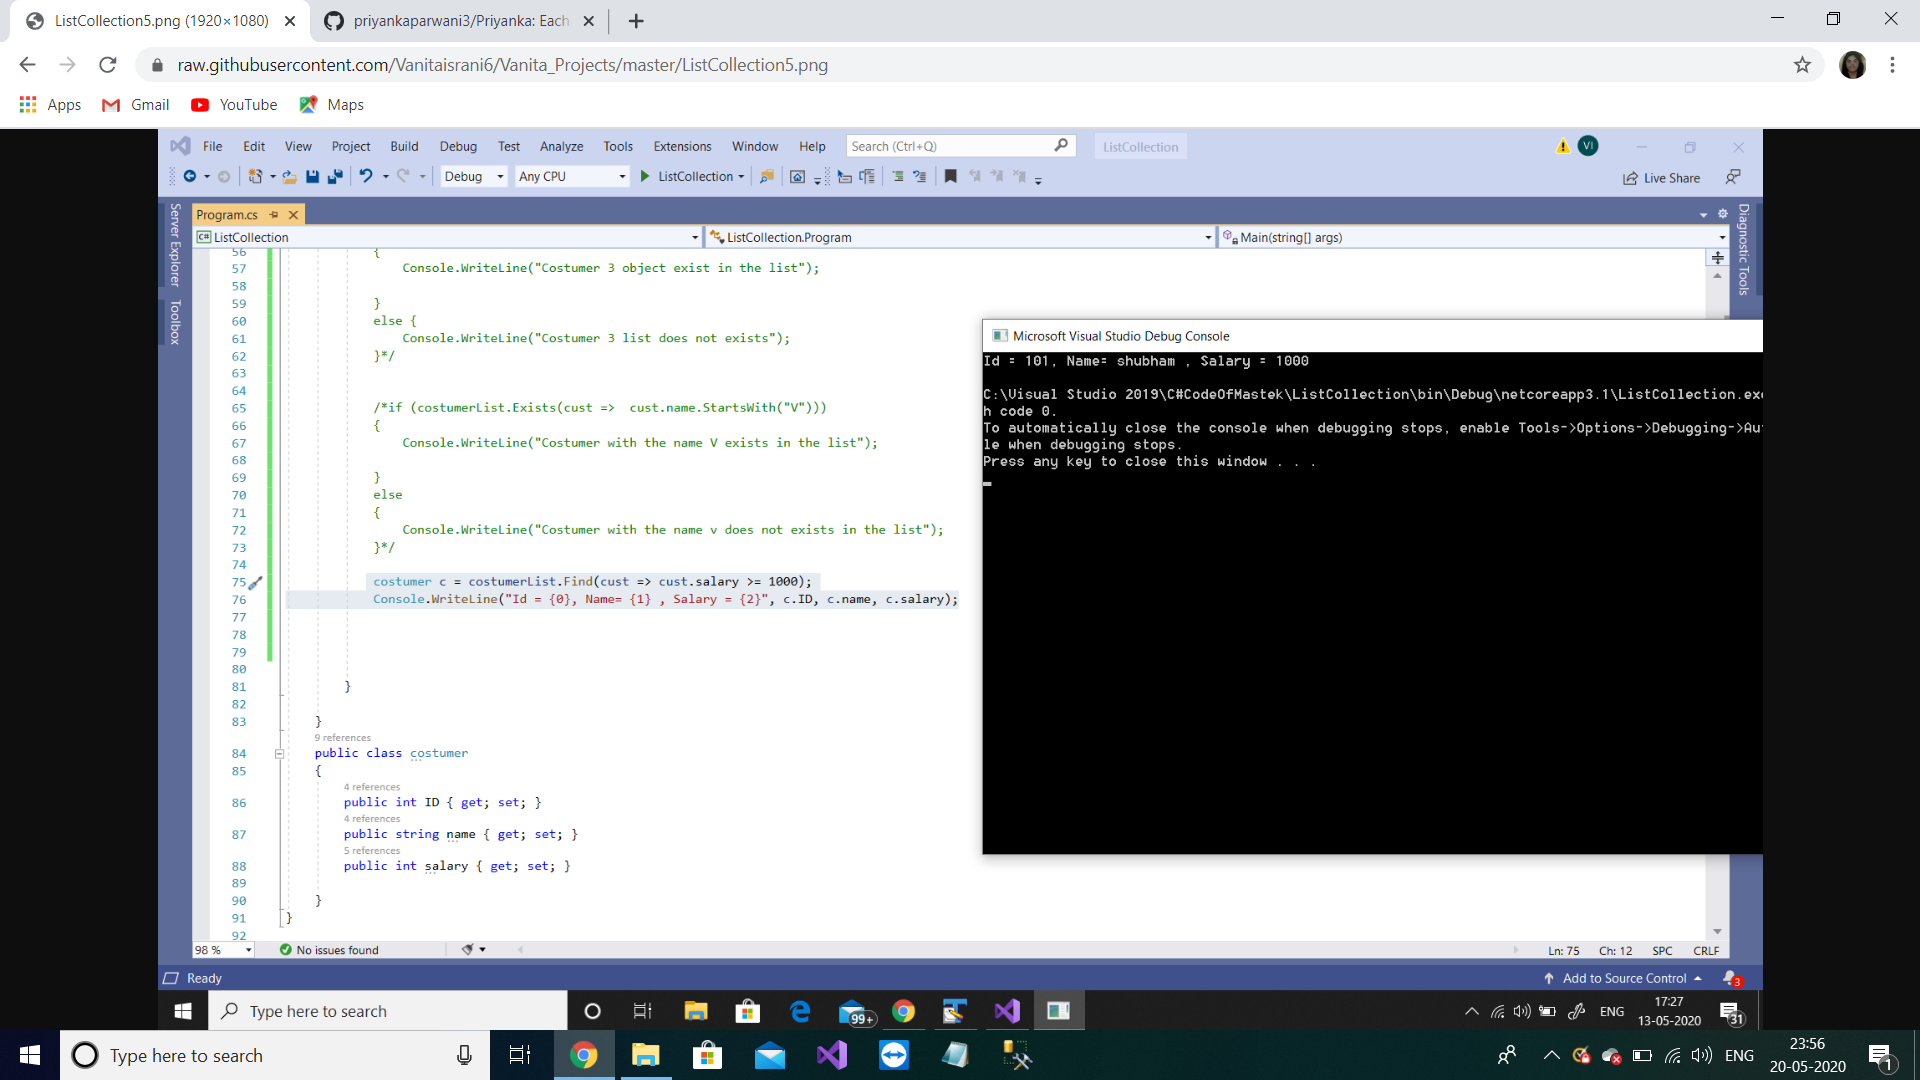 ListCollection5.png (1920×1080)
priyankaparwani3/Priyanka: Each
raw.githubusercontent.com/Vanitaisrani6/Vanita_Projects/master/ListCollection5.png
Apps Gmail YouTube Maps
File Edit View Project Build Debug Test Analyze Tools Extensions Window Help Search (Ctrl+Q) ListCollection VI
Debug Any CPU ListCollection Live Share
Server Explorer
Toolbox
Diagnostic Tools
Program.cs
ListCollection ListCollection.Program Main(string[] args)
56 {
57 Console.WriteLine("Costumer 3 object exist in the list");
58
59 }
60 else {
61 Console.WriteLine("Costumer 3 list does not exists");
62 }*/
63
64
65 /*if (costumerList.Exists(cust => cust.name.StartsWith("V")))
66 {
67 Console.WriteLine("Costumer with the name V exists in the list");
68
69 }
70 else
71 {
72 Console.WriteLine("Costumer with the name v does not exists in the list");
73 }*/
74
75 costumer c = costumerList.Find(cust => cust.salary >= 1000);
76 Console.WriteLine("Id = {0}, Name= {1} , Salary = {2}", c.ID, c.name, c.salary);
77
78
79
80
81 }
82
83 }
9 references
84 public class costumer
85 {
4 references
86 public int ID { get; set; }
4 references
87 public string name { get; set; }
5 references
88 public int salary { get; set; }
89
90 }
91 }
92
Microsoft Visual Studio Debug Console
Id = 101, Name= shubham , Salary = 1000
C:\Visual Studio 2019\C#CodeOfMastek\ListCollection\bin\Debug\netcoreapp3.1\ListCollection.exe
h code 0.
To automatically close the console when debugging stops, enable Tools->Options->Debugging->Au
le when debugging stops.
Press any key to close this window . . .
98 % No issues found Ln: 75 Ch: 12 SPC CRLF
Ready Add to Source Control 3
Type here to search 99+ ENG 17:27
13-05-2020 31
Type here to search ENG 23:56
20-05-2020 1